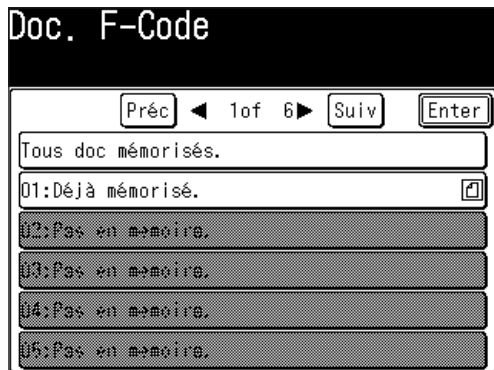 Doc. F-Code
Préc ◀ 1of 6▶ Suiv Enter
Tous doc mémorisés.
01:Déjà mémorisé.
02:Pas en memoire.
03:Pas en memoire.
04:Pas en memoire.
05:Pas en memoire.